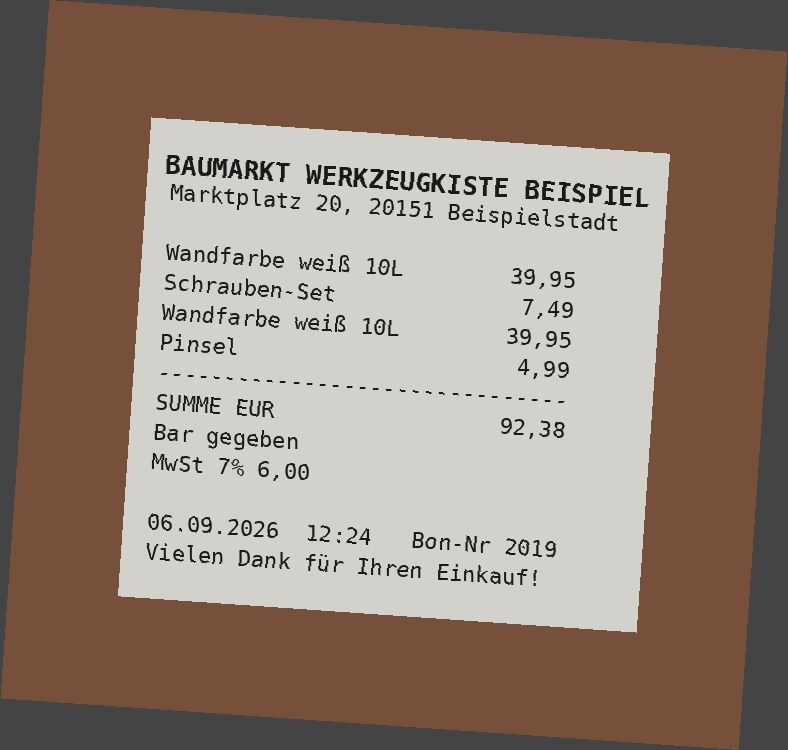 BAUMARKT WERKZEUGKISTE BEISPIEL
Marktplatz 20, 20151 Beispielstadt
Wandfarbe weiß 10L 39,95
Schrauben-Set 7,49
Wandfarbe weiß 10L 39,95
Pinsel 4,99
--------------------------------
SUMME EUR 92,38
Bar gegeben
MwSt 7% 6,00
06.09.2026 12:24 Bon-Nr 2019
Vielen Dank für Ihren Einkauf!